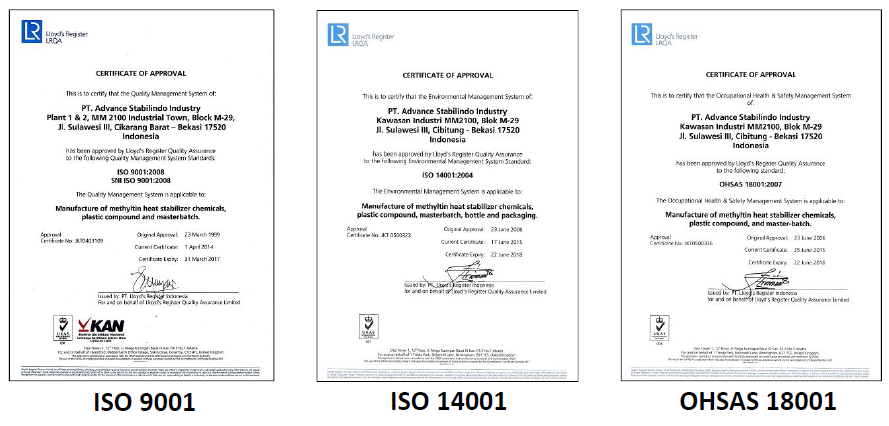 Lloyd's Register
LRQA
CERTIFICATE OF APPROVAL
This is to certify that the Quality Management System of:
PT. Advance Stabilindo Industry
Plant 1 & 2, MM 2100 Industrial Town, Block M-29,
Jl. Sulawesi III, Cikarang Barat – Bekasi 17520
Indonesia
has been approved by Lloyd's Register Quality Assurance
to the following Quality Management System Standards:
ISO 9001:2008
SNI ISO 9001:2008
The Quality Management System is applicable to:
Manufacture of methyltin heat stabilizer chemicals,
plastic compound and masterbatch.
Approval
Certificate No: JKT0403109
Original Approval: 23 March 1999
Current Certificate: 1 April 2014
Certificate Expiry: 31 March 2017
Issued by: PT. Lloyd's Register Indonesia
For and on behalf of Lloyd's Register Quality Assurance Limited
UKAS
KAN
ISO 9001
Lloyd's Register
LRQA
CERTIFICATE OF APPROVAL
This is to certify that the Environmental Management System of:
PT. Advance Stabilindo Industry
Kawasan Industri MM2100, Blok M-29
Jl. Sulawesi III, Cibitung - Bekasi 17520
Indonesia
has been approved by Lloyd's Register Quality Assurance
to the following Environmental Management System Standard:
ISO 14001:2004
The Environmental Management System is applicable to:
Manufacture of methyltin heat stabilizer chemicals,
plastic compound, masterbatch, bottle and packaging.
Approval
Certificate No: JKT
Original Approval: 23 June 2006
Current Certificate: 17 June 2015
Certificate Expiry: 22 June 2018
Issued by: PT. Lloyd's Register Indonesia
for and on behalf of Lloyd's Register Quality Assurance Limited
UKAS
ISO 14001
Lloyd's Register
LRQA
CERTIFICATE OF APPROVAL
This is to certify that the Occupational Health & Safety Management System
of:
PT. Advance Stabilindo Industry
Kawasan Industri MM2100, Blok M-29
Jl. Sulawesi III, Cibitung - Bekasi 17520
Indonesia
has been approved by Lloyd's Register Quality Assurance
to the following standard:
OHSAS 18001:2007
The Occupational Health & Safety Management System is applicable to:
Manufacture of methyltin heat stabilizer chemicals,
plastic compound, and master-batch.
Approval
Certificate No:
Original Approval: 23 June 2006
Current Certificate: 25 June 2015
Certificate Expiry: 22 June 2018
Issued by: PT. Lloyd's Register Indonesia
for and on behalf of Lloyd's Register Quality Assurance Limited
UKAS
OHSAS 18001